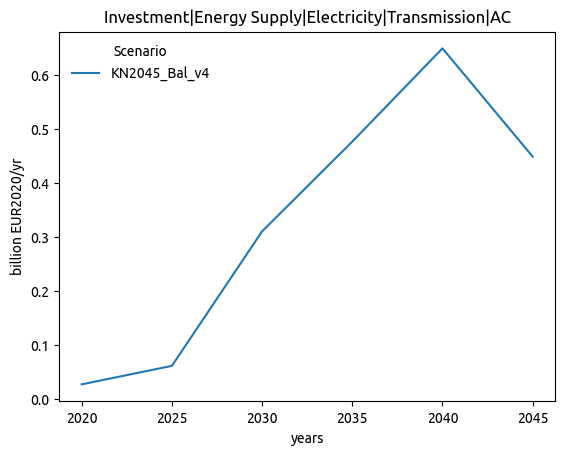 Investment|Energy Supply|Electricity|Transmission|AC
Scenario
KN2045_Bal_v4
billion EUR2020/yr
0.6
0.5
0.4
0.3
0.2
0.1
0.0
2020 2025 2030 2035 2040 2045
years